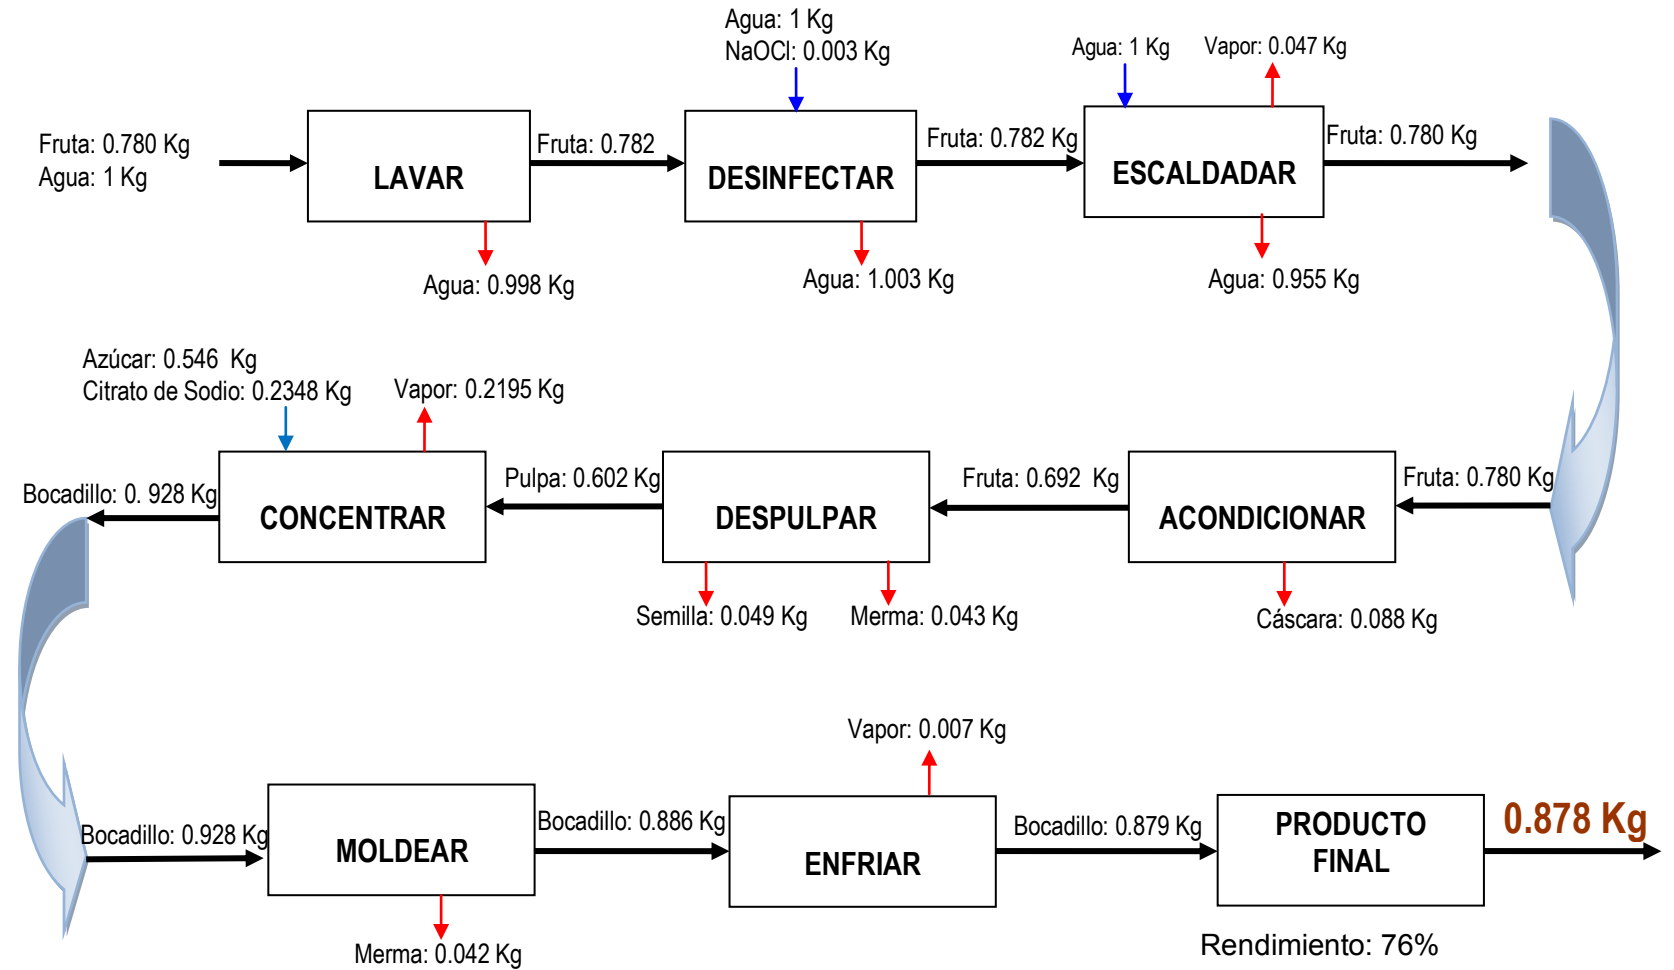 Agua: 1 Kg
NaOCl: 0.003 Kg
Agua: 1 Kg
Vapor: 0.047 Kg
Fruta: 0.780 Kg
Agua: 1 Kg
LAVAR
Fruta: 0.782
DESINFECTAR
Fruta: 0.782 Kg
ESCALDADAR
Fruta: 0.780 Kg
Agua: 0.998 Kg
Agua: 1.003 Kg
Agua: 0.955 Kg
Azúcar: 0.546 Kg
Citrato de Sodio: 0.2348 Kg
Vapor: 0.2195 Kg
Bocadillo: 0. 928 Kg
CONCENTRAR
Pulpa: 0.602 Kg
DESPULPAR
Fruta: 0.692 Kg
ACONDICIONAR
Fruta: 0.780 Kg
Semilla: 0.049 Kg
Merma: 0.043 Kg
Cáscara: 0.088 Kg
Vapor: 0.007 Kg
Bocadillo: 0.928 Kg
MOLDEAR
Bocadillo: 0.886 Kg
ENFRIAR
Bocadillo: 0.879 Kg
PRODUCTO
FINAL
0.878 Kg
Merma: 0.042 Kg
Rendimiento: 76%